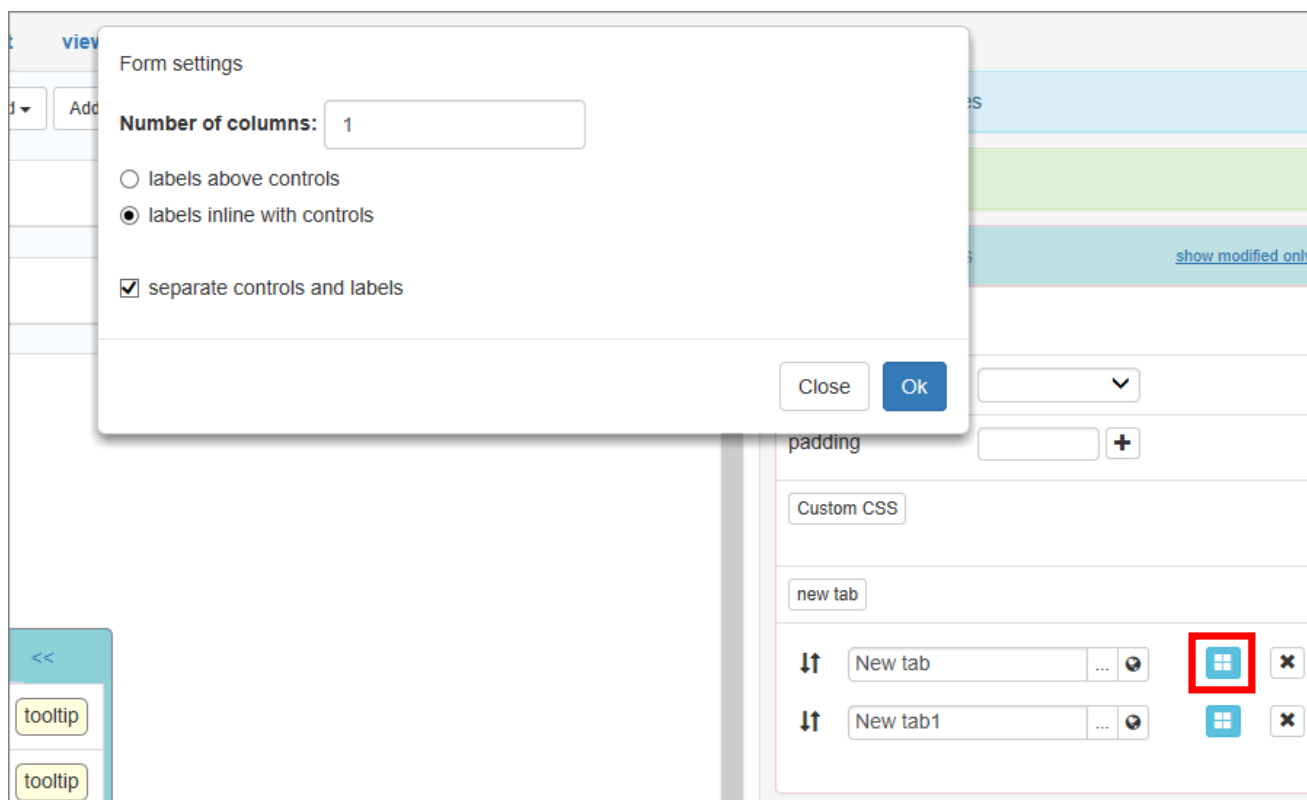 view
Form settings
Number of columns: 1
labels above controls
labels inline with controls
separate controls and labels
Close Ok
Add
es
s show modified only
padding
Custom CSS
new tab
New tab ...
New tab1 ...
<<
tooltip
tooltip